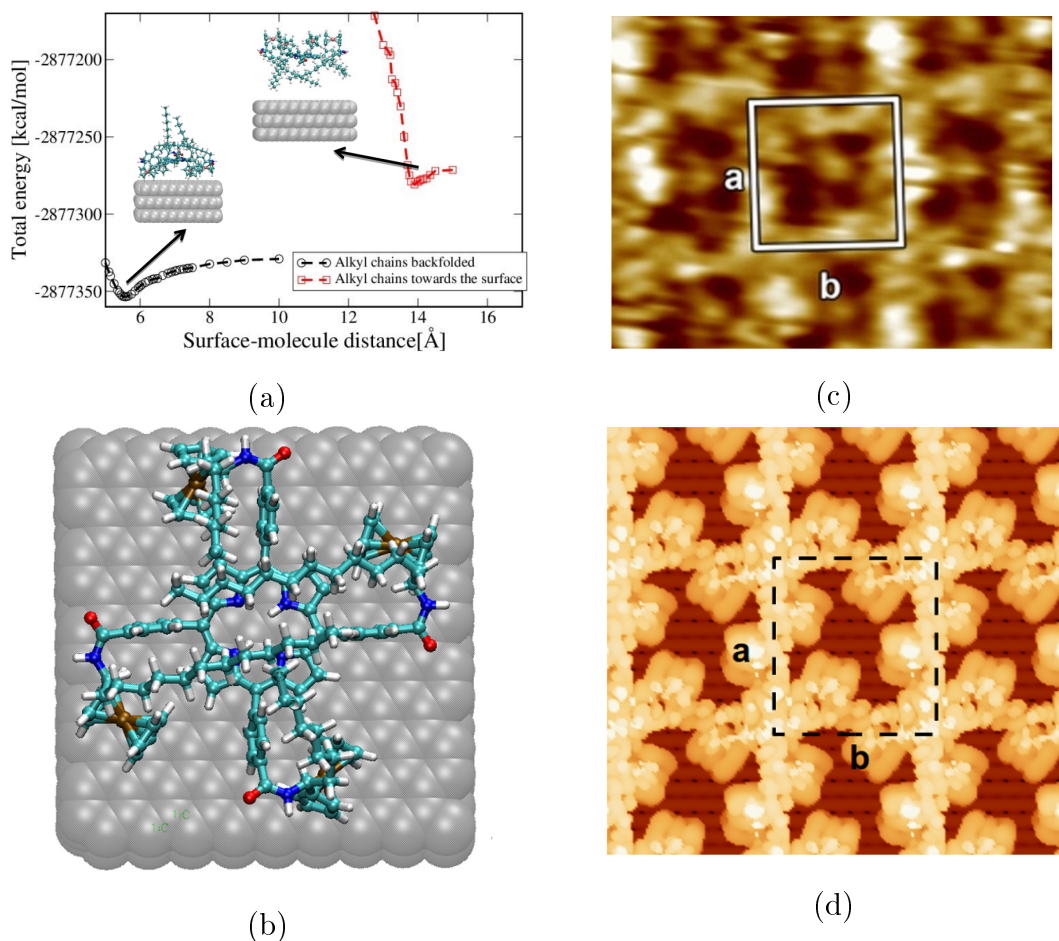 Total energy [kcal/mol]
-2877200
-2877250
-2877300
-2877350
6
8
10
12
14
16
Surface-molecule distance[Å]
Alkyl chains backfolded
Alkyl chains towards the surface
(a)
a
b
(c)
(b)
a
b
(d)